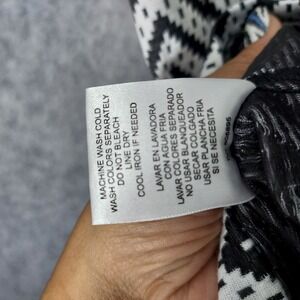 MACHINE WASH COLD
WASH COLORS SEPARATELY
DO NOT BLEACH
LINE DRY
COOL IRON IF NEEDED
LAVAR EN LAVADORA
CON AGUA FRIA
LAVAR COLORES SEPARADO
NO USAR BLANQUEADOR
SECAR COLGADO
USAR PLANCHA FRIA
SI SE NECESITA